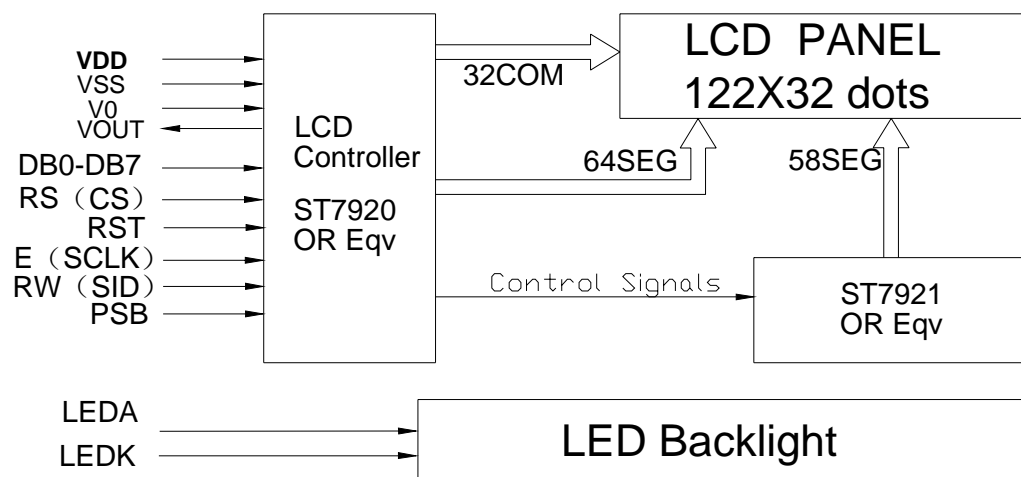 VDD
VSS
V0
VOUT
DB0-DB7
RS（CS）
RST
E（SCLK）
RW（SID）
PSB
LCD
Controller
ST7920
OR Eqv
32COM
LCD PANEL
122X32 dots
64SEG
58SEG
Control Signals
ST7921
OR Eqv
LEDA
LEDK
LED Backlight